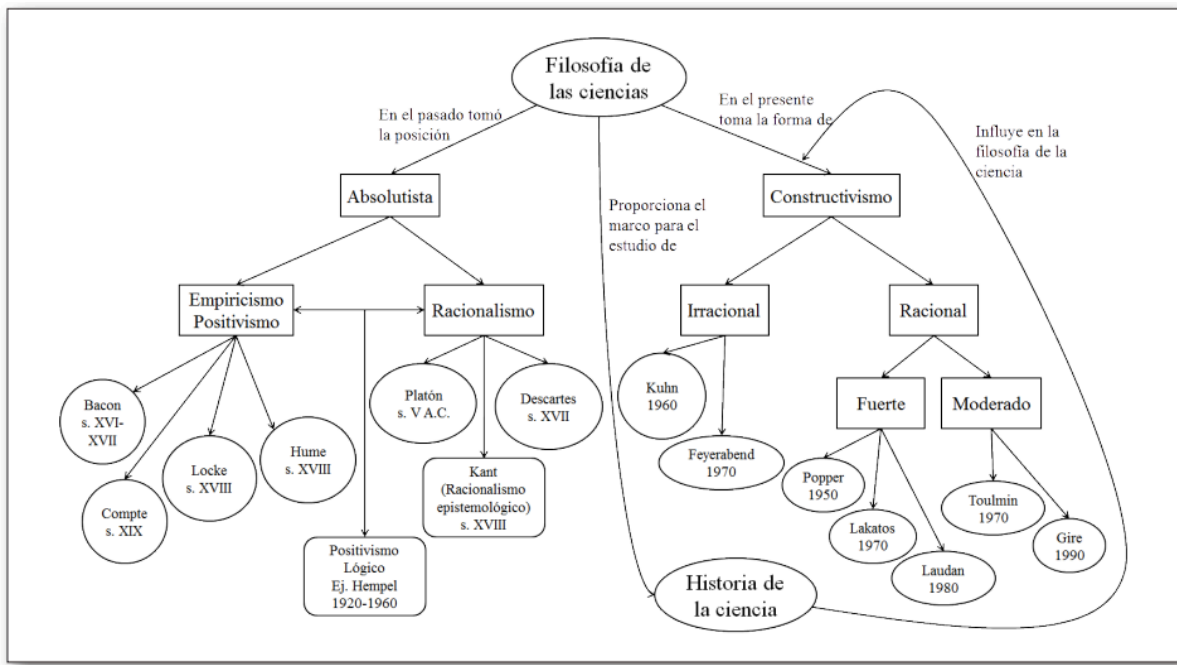 Filosofía de
las ciencias
En el pasado tomó
la posición
En el presente
toma la forma de
Influye en la
filosofía de la
ciencia
Absolutista
Constructivismo
Proporciona el
marco para el
estudio de
Empiricismo
Positivismo
Racionalismo
Irracional
Racional
Bacon
s. XVI-
XVII
Compte
s. XIX
Locke
s. XVIII
Hume
s. XVIII
Platón
s. V A.C.
Descartes
s. XVII
Kant
(Racionalismo
epistemológico)
s. XVIII
Positivismo
Lógico
Ej. Hempel
1920-1960
Kuhn
1960
Feyerabend
1970
Fuerte
Moderado
Popper
1950
Lakatos
1970
Laudan
1980
Toulmin
1970
Gire
1990
Historia de
la ciencia